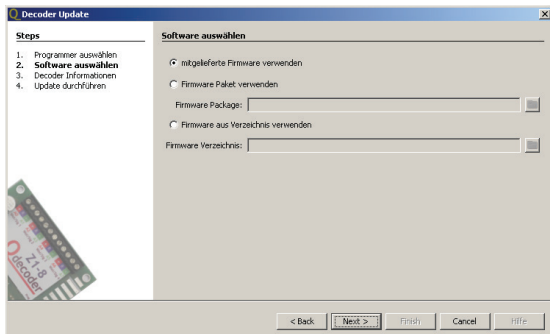 Decoder Update
Steps
1. Programmer auswählen
2. Software auswählen
3. Decoder Informationen
4. Update durchführen
Software auswählen
mitgelieferte Firmware verwenden
Firmware Paket verwenden
Firmware Package:
Firmware aus Verzeichnis verwenden
Firmware Verzeichnis:
Z1-8
Qdecoder
< Back Next > Finish Cancel Hilfe